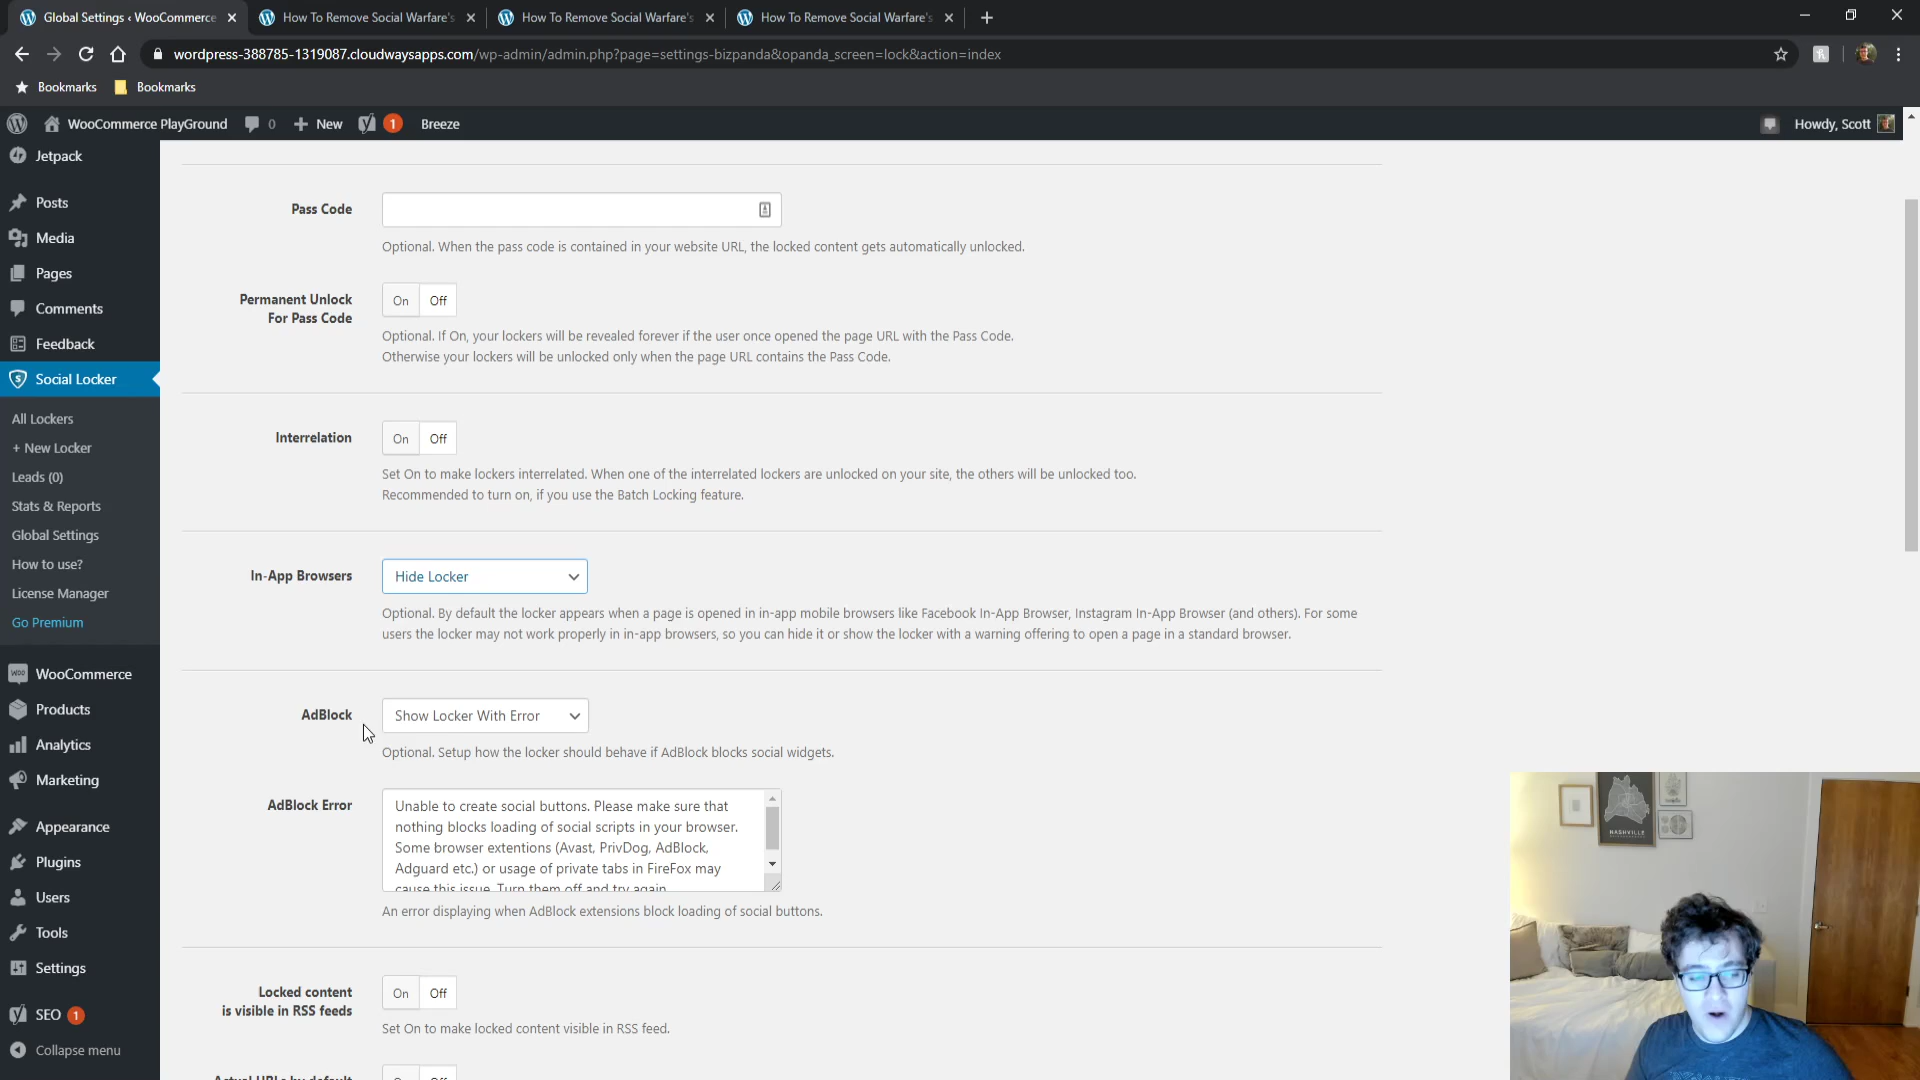 Global Settings ‹ WooCommerce
How To Remove Social Warfare's
How To Remove Social Warfare's
How To Remove Social Warfare's
wordpress-388785-1319087.cloudwaysapps.com/wp-admin/admin.php?page=settings-bizpanda&opanda_screen=lock&action=index
Bookmarks
Bookmarks
WooCommerce PlayGround
0
New
1
Breeze
Howdy, Scott
Jetpack
Posts
Media
Pages
Comments
Feedback
Social Locker
All Lockers
+ New Locker
Leads (0)
Stats & Reports
Global Settings
How to use?
License Manager
Go Premium
WooCommerce
Products
Analytics
Marketing
Appearance
Plugins
Users
Tools
Settings
SEO 1
Collapse menu
Pass Code
Optional. When the pass code is contained in your website URL, the locked content gets automatically unlocked.
Permanent Unlock
For Pass Code
On Off
Optional. If On, your lockers will be revealed forever if the user once opened the page URL with the Pass Code.
Otherwise your lockers will be unlocked only when the page URL contains the Pass Code.
Interrelation
On Off
Set On to make lockers interrelated. When one of the interrelated lockers are unlocked on your site, the others will be unlocked too.
Recommended to turn on, if you use the Batch Locking feature.
In-App Browsers
Hide Locker
Optional. By default the locker appears when a page is opened in in-app mobile browsers like Facebook In-App Browser, Instagram In-App Browser (and others). For some
users the locker may not work properly in in-app browsers, so you can hide it or show the locker with a warning offering to open a page in a standard browser.
AdBlock
Show Locker With Error
Optional. Setup how the locker should behave if AdBlock blocks social widgets.
AdBlock Error
Unable to create social buttons. Please make sure that
nothing blocks loading of social scripts in your browser.
Some browser extentions (Avast, PrivDog, AdBlock,
Adguard etc.) or usage of private tabs in FireFox may
cause this issue. Turn them off and try again.
An error displaying when AdBlock extensions block loading of social buttons.
Locked content
is visible in RSS feeds
On Off
Set On to make locked content visible in RSS feed.
Actual URLs by default
On Off
NASHVILLE